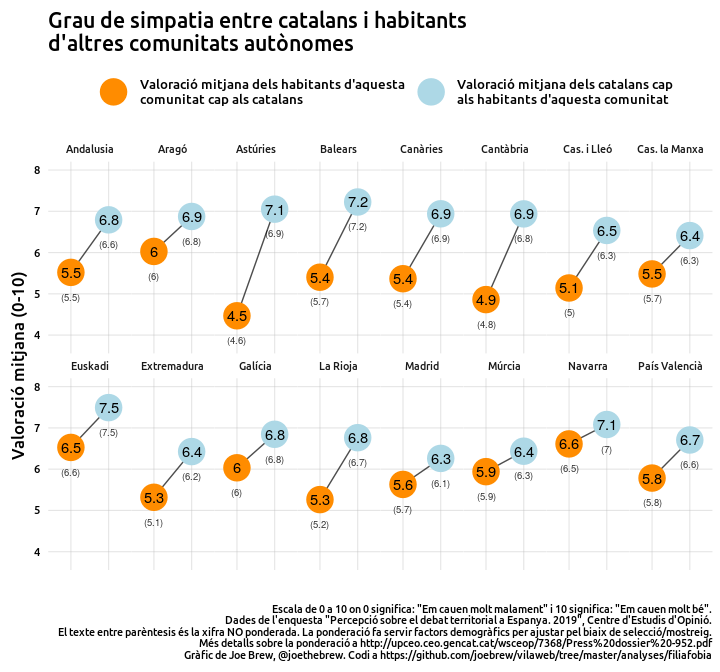 Grau de simpatia entre catalans i habitants
d'altres comunitats autònomes
Valoració mitjana dels habitants d'aquesta
comunitat cap als catalans
Valoració mitjana dels catalans cap
als habitants d'aquesta comunitat
Valoració mitjana (0-10)
Andalusia Aragó Astúries Balears Canàries Cantàbria Cas. i Lleó Cas. la Manxa
8
7
6
5
4
5.5 (5.5) 6.8 (6.6)
6 (6) 6.9 (6.8)
4.5 (4.6) 7.1 (6.9)
5.4 (5.7) 7.2 (7.2)
5.4 (5.4) 6.9 (6.9)
4.9 (4.8) 6.9 (6.8)
5.1 (5) 6.5 (6.3)
5.5 (5.7) 6.4 (6.3)
Euskadi Extremadura Galícia La Rioja Madrid Múrcia Navarra País Valencià
8
7
6
5
4
6.5 (6.6) 7.5 (7.5)
5.3 (5.1) 6.4 (6.2)
6 (6) 6.8 (6.8)
5.3 (5.2) 6.8 (6.7)
5.6 (5.7) 6.3 (6.1)
5.9 (5.9) 6.4 (6.3)
6.6 (6.5) 7.1 (7)
5.8 (5.8) 6.7 (6.6)
Escala de 0 a 10 on 0 significa: "Em cauen molt malament" i 10 significa: "Em cauen molt bé".
Dades de l'enquesta "Percepció sobre el debat territorial a Espanya. 2019", Centre d'Estudis d'Opinió.
El texte entre parèntesis és la xifra NO ponderada. La ponderació fa servir factors demogràfics per ajustar pel biaix de selecció/mostreig.
Més detalls sobre la ponderació a http://upceo.ceo.gencat.cat/wsceop/7368/Press%20dossier%20-952.pdf
Gràfic de Joe Brew, @joethebrew. Codi a https://github.com/joebrew/vilaweb/tree/master/analyses/filiafobia